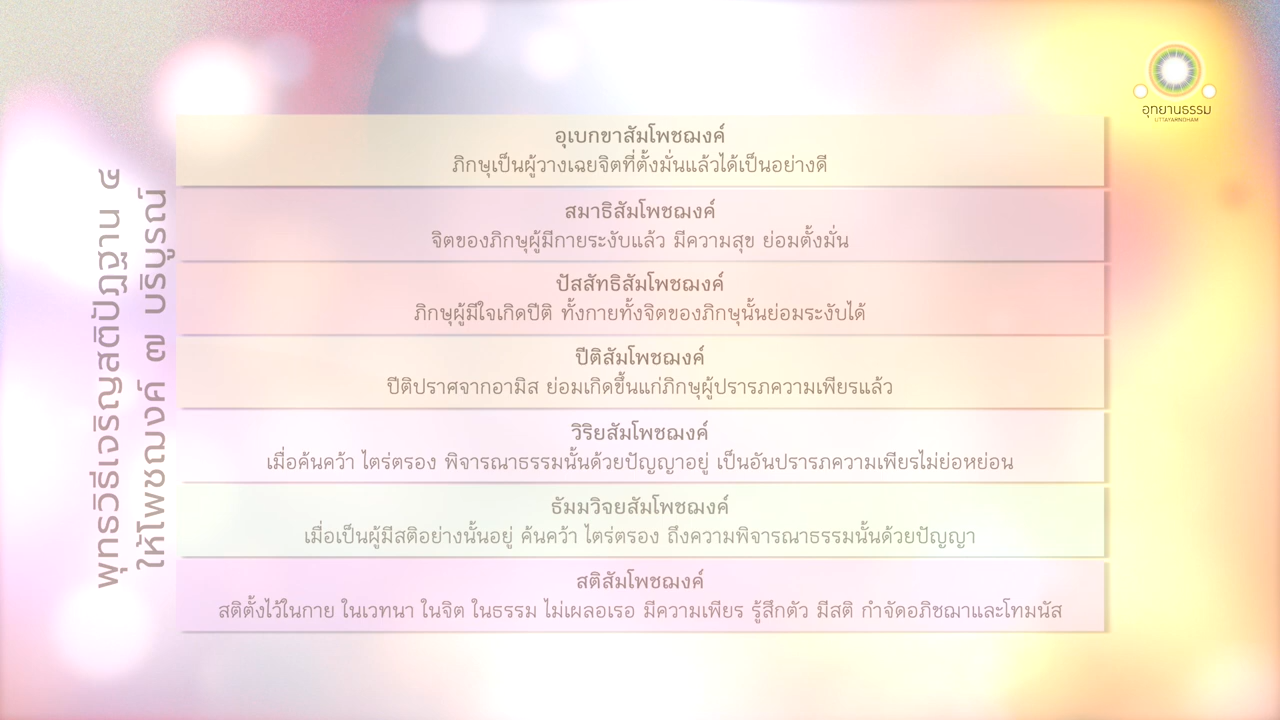 พุทธวิธีเจริญสติปัฏฐาน ๔
ให้โพชฌงค์ ๗ บริบูรณ์
อุทยานธรรม
UTTAYARNDHAM
อุเบกขาสัมโพชฌงค์
ภิกษุเป็นผู้วางเฉยจิตที่ตั้งมั่นแล้วได้เป็นอย่างดี
สมาธิสัมโพชฌงค์
จิตของภิกษุผู้มีกายระงับแล้ว มีความสุข ย่อมตั้งมั่น
ปัสสัทธิสัมโพชฌงค์
ภิกษุผู้มีใจเกิดปีติ ทั้งกายทั้งจิตของภิกษุนั้นย่อมระงับได้
ปีติสัมโพชฌงค์
ปีติปราศจากอามิส ย่อมเกิดขึ้นแก่ภิกษุผู้ปรารภความเพียรแล้ว
วิริยสัมโพชฌงค์
เมื่อค้นคว้า ไตร่ตรอง พิจารณาธรรมนั้นด้วยปัญญาอยู่ เป็นอันปรารภความเพียรไม่ย่อหย่อน
ธัมมวิจยสัมโพชฌงค์
เมื่อเป็นผู้มีสติอย่างนั้นอยู่ ค้นคว้า ไตร่ตรอง ถึงความพิจารณาธรรมนั้นด้วยปัญญา
สติสัมโพชฌงค์
สติตั้งไว้ในกาย ในเวทนา ในจิต ในธรรม ไม่เผลอเรอ มีความเพียร รู้สึกตัว มีสติ กำจัดอภิชฌาและโทมนัส